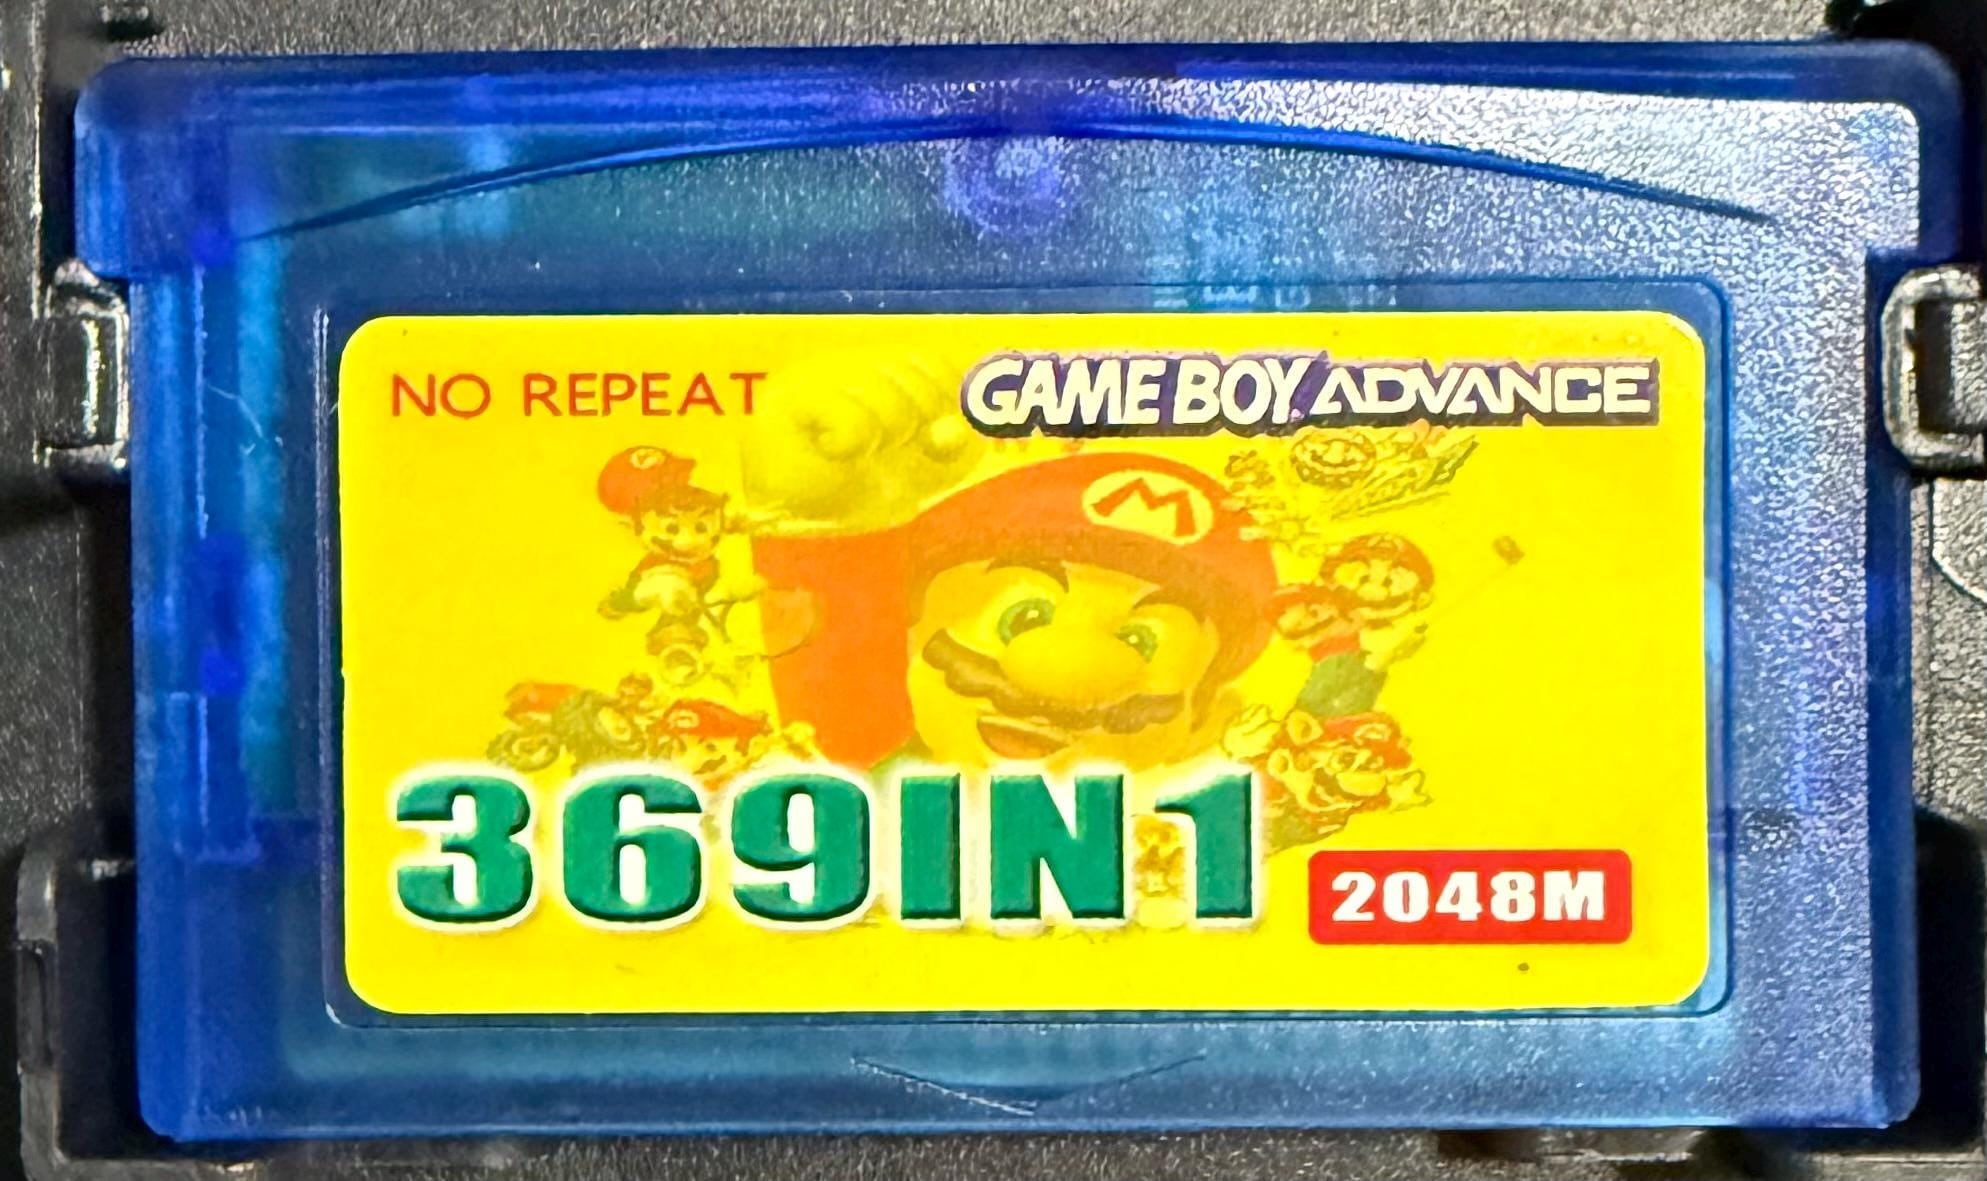 NO REPEAT
GAME BOY ADVANCE
M
369IN1
2048M